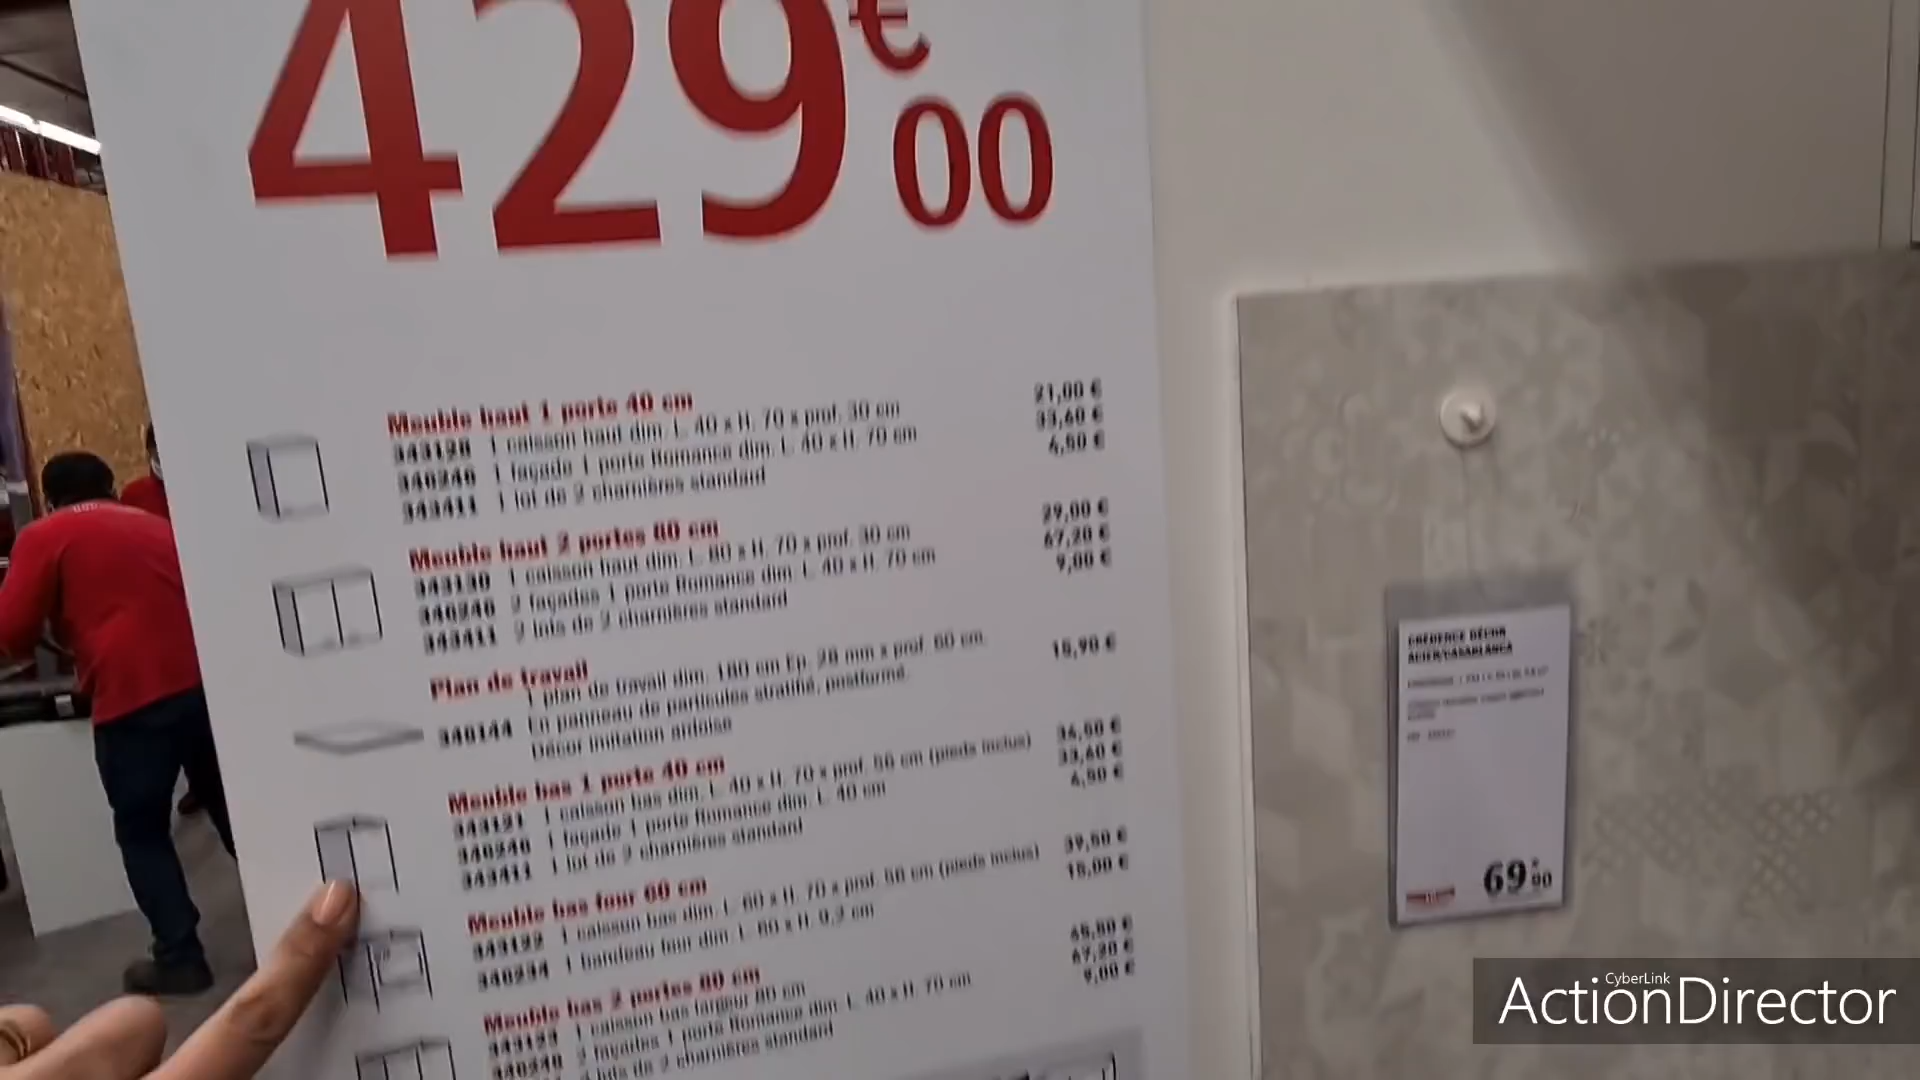 429€00
Meuble haut 1 porte 40 cm
343128 1 caisson haut dim. L. 40 x H. 70 x prof. 30 cm 21,00 €
340240 1 façade 1 porte Romance dim. L. 40 x H. 70 cm 33,60 €
343411 1 lot de 2 charnières standard 4,50 €
Meuble haut 2 portes 80 cm
343130 1 caisson haut dim. L. 80 x H. 70 x prof. 30 cm 29,00 €
340240 2 façades 1 porte Romance dim. L. 40 x H. 70 cm 67,20 €
343411 2 lots de 2 charnières standard 9,00 €
Plan de travail
1 plan de travail dim. 180 cm Ep. 28 mm x prof. 60 cm. 15,90 €
340144 En panneau de particules stratifié, postformé.
Décor imitation ardoise
Meuble bas 1 porte 40 cm
343121 1 caisson bas dim. L. 40 x H. 70 x prof. 56 cm (pieds inclus) 34,50 €
340240 1 façade 1 porte Romance dim. L. 40 cm 33,60 €
343411 1 lot de 2 charnières standard 4,50 €
Meuble bas four 60 cm
343122 1 caisson bas dim. L. 60 x H. 70 x prof. 56 cm (pieds inclus) 39,50 €
340234 1 bandeau four dim. L. 60 x H. 9,2 cm 15,00 €
Meuble bas 2 portes 80 cm
1 caisson bas largeur 80 cm
340240 2 façades 1 porte Romance dim. L. 40 x H. 70 cm 67,20 €
lots de 2 charnières standard 9,00 €
CRÉDENCE DÉCOR
ACIER/CASABLANCA
69€90
CyberLink
ActionDirector